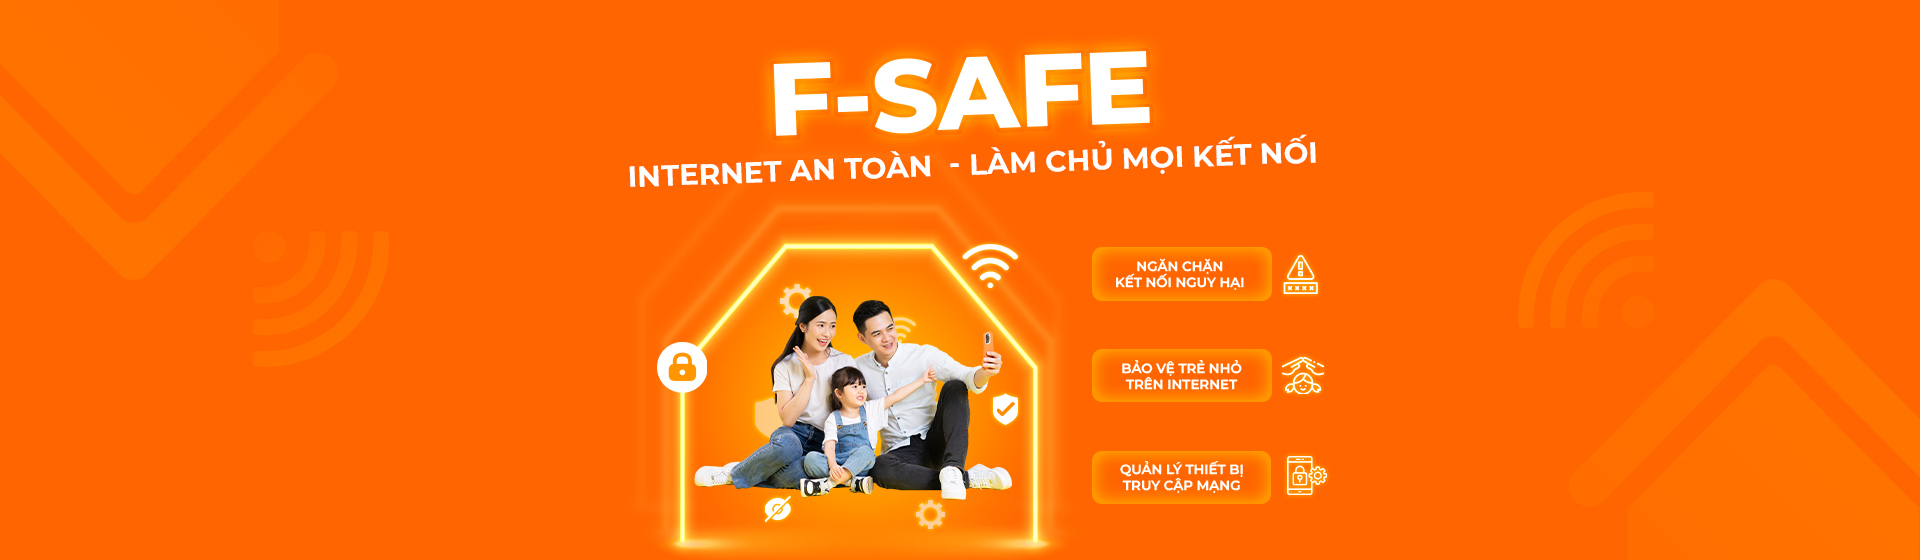 F-SAFE
INTERNET AN TOÀN - LÀM CHỦ MỌI KẾT NỐI
NGĂN CHẶN
KẾT NỐI NGUY HẠI
BẢO VỆ TRẺ NHỎ
TRÊN INTERNET
QUẢN LÝ THIẾT BỊ
TRUY CẬP MẠNG